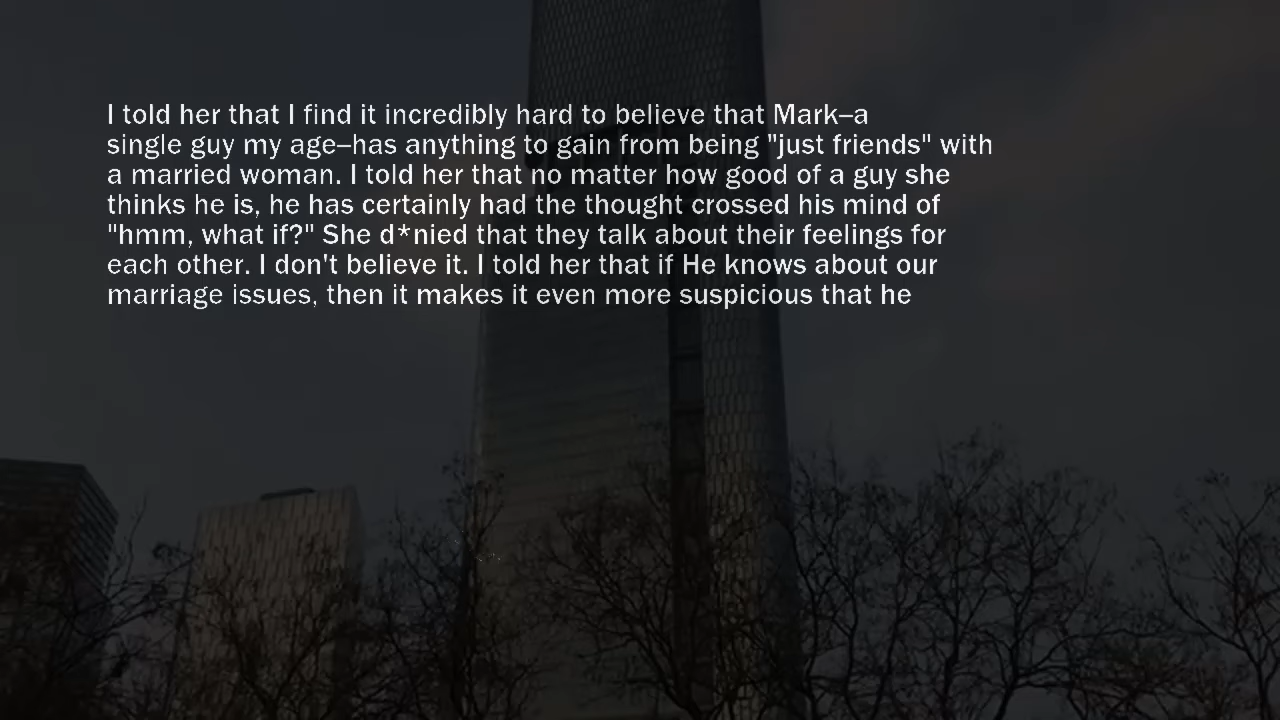 I told her that I find it incredibly hard to believe that Mark–a
single guy my age–has anything to gain from being "just friends" with
a married woman. I told her that no matter how good of a guy she
thinks he is, he has certainly had the thought crossed his mind of
"hmm, what if?" She d*nied that they talk about their feelings for
each other. I don't believe it. I told her that if He knows about our
marriage issues, then it makes it even more suspicious that he